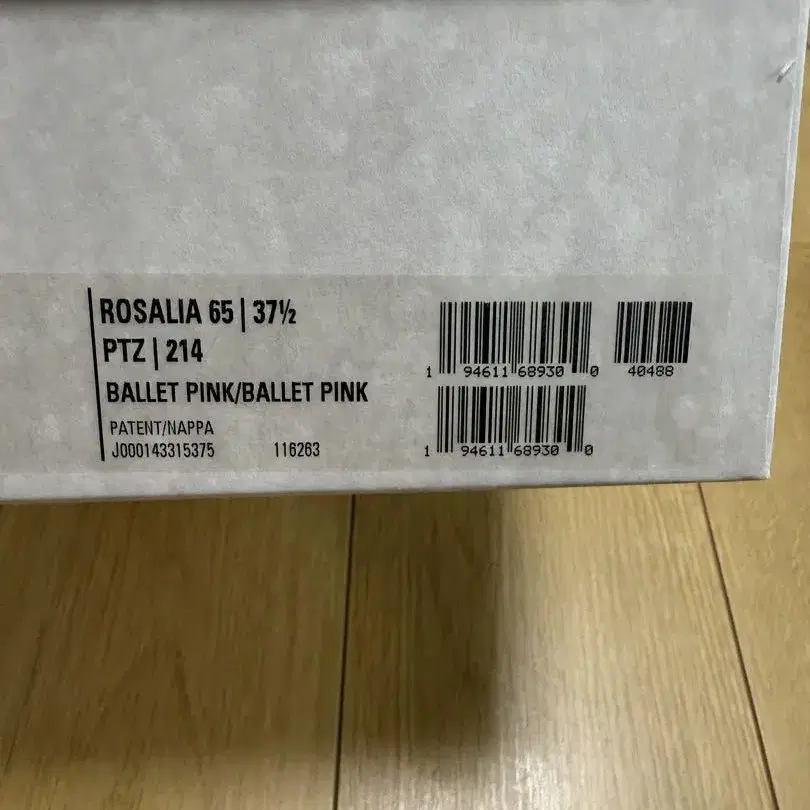 ROSALIA 65 | 37½
PTZ | 214
BALLET PINK/BALLET PINK
PATENT/NAPPA
J000143315375 116263
1 94611 68930 0
40488
1 94611 68930 0